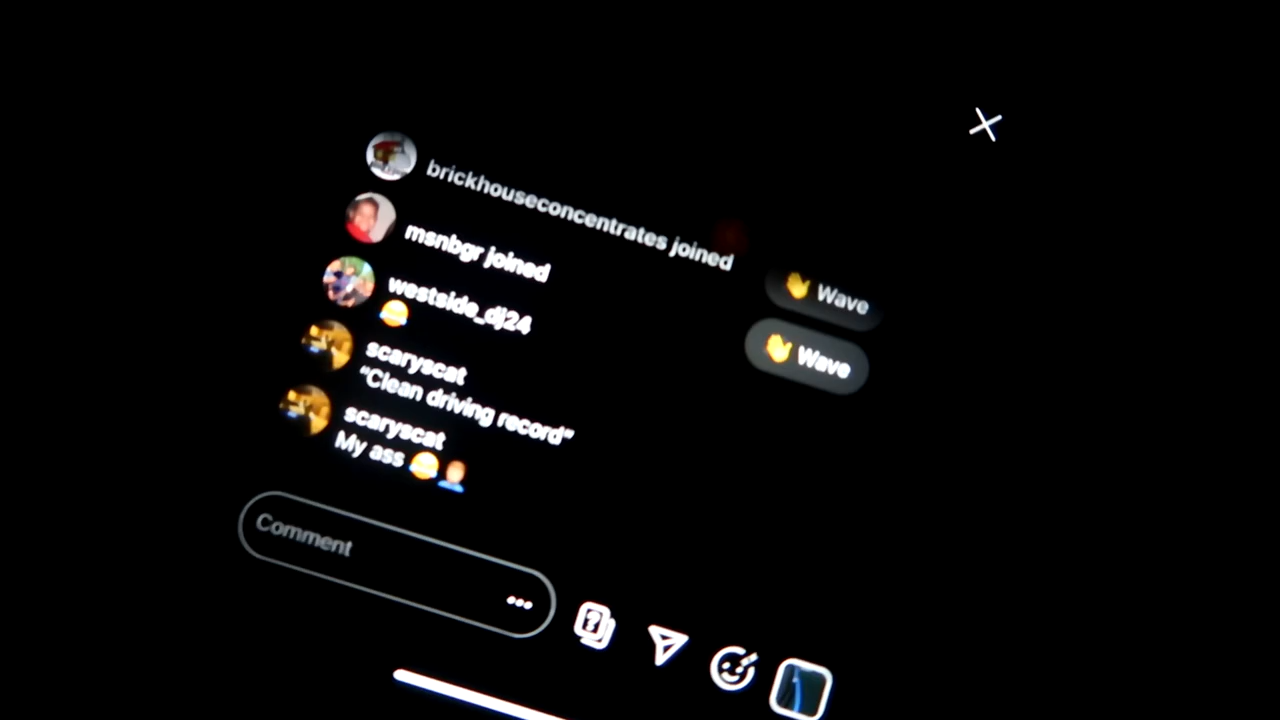 brickhouseconcentrates joined
msnbgr joined
👋 Wave
westside_dj24
😂
👋 Wave
scaryscat
"Clean driving record"
scaryscat
My ass 😂🤦‍♂️
Comment